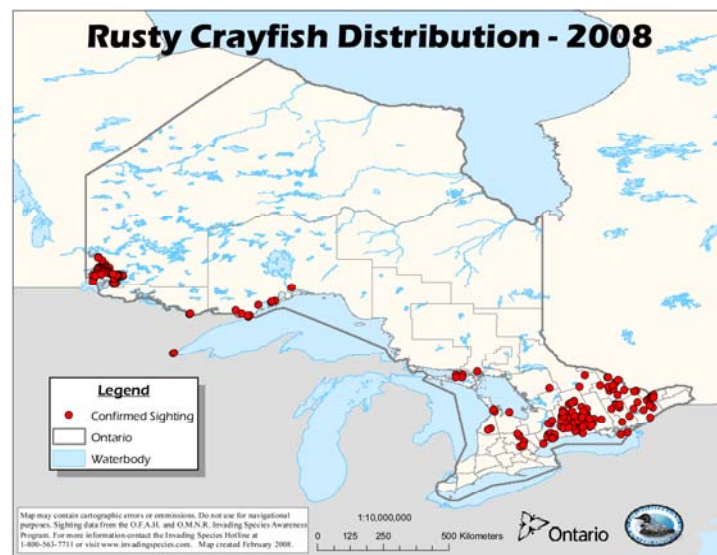 Rusty Crayfish Distribution - 2008
Legend
Confirmed Sighting
Ontario
Waterbody
Map may contain cartographic errors or ommissions. Do not use for navigational
purposes. Sighting data from the O.F.A.H. and O.M.N.R. Invading Species Awareness
Program. For more information contact the Invading Species Hotline at
1-800-563-7711 or visit www.invadingspecies.com. Map created February 2008.
1:10,000,000
0 125 250 500 Kilometers
Ontario